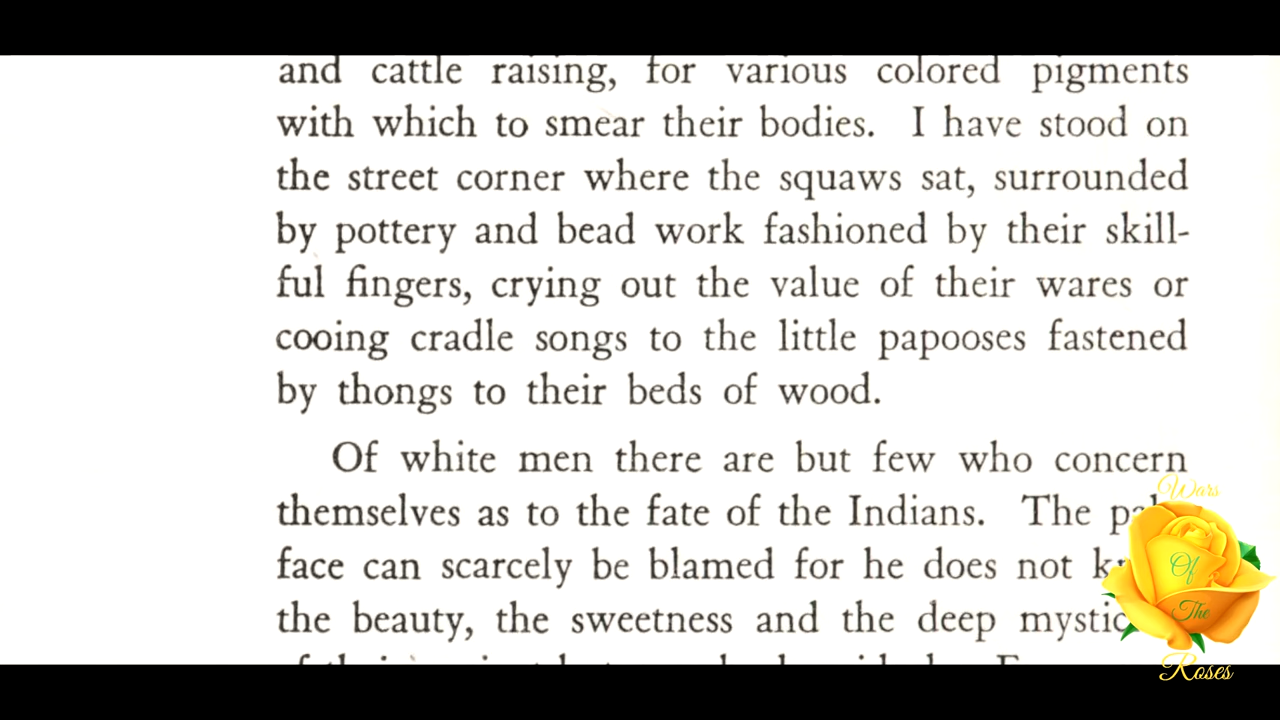 and cattle raising, for various colored pigments
with which to smear their bodies. I have stood on
the street corner where the squaws sat, surrounded
by pottery and bead work fashioned by their skill-
ful fingers, crying out the value of their wares or
cooing cradle songs to the little papooses fastened
by thongs to their beds of wood.
Of white men there are but few who concern
themselves as to the fate of the Indians. The
face can scarcely be blamed for he does not
the beauty, the sweetness and the deep
Wars
Of
The
Roses